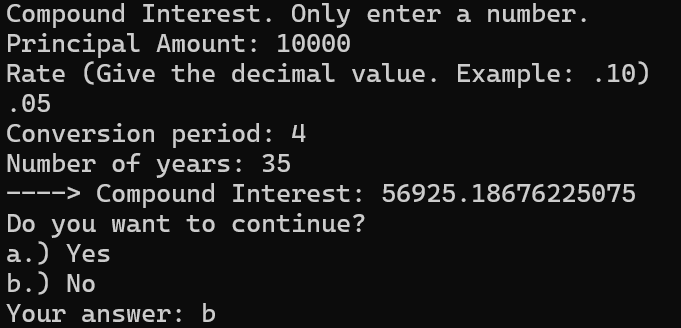 Compound Interest. Only enter a number.
Principal Amount: 10000
Rate (Give the decimal value. Example: .10)
.05
Conversion period: 4
Number of years: 35
----> Compound Interest: 56925.18676225075
Do you want to continue?
a.) Yes
b.) No
Your answer: b